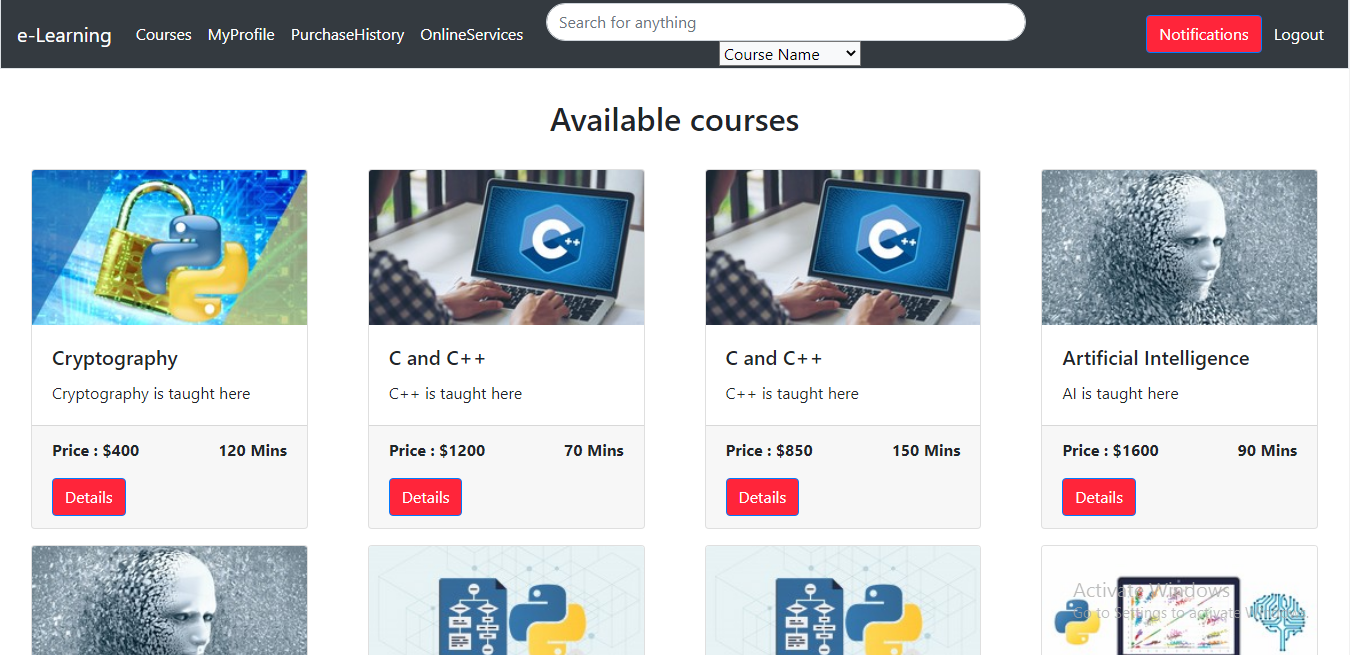 e-Learning Courses MyProfile PurchaseHistory OnlineServices Search for anything Notifications Logout
Course Name
Available courses
C++ C++
Cryptography C and C++ C and C++ Artificial Intelligence
Cryptography is taught here C++ is taught here C++ is taught here AI is taught here
Price : $400 120 Mins Price : $1200 70 Mins Price : $850 150 Mins Price : $1600 90 Mins
Details Details Details Details
Activate Windows
Go to Settings to activate Windows.